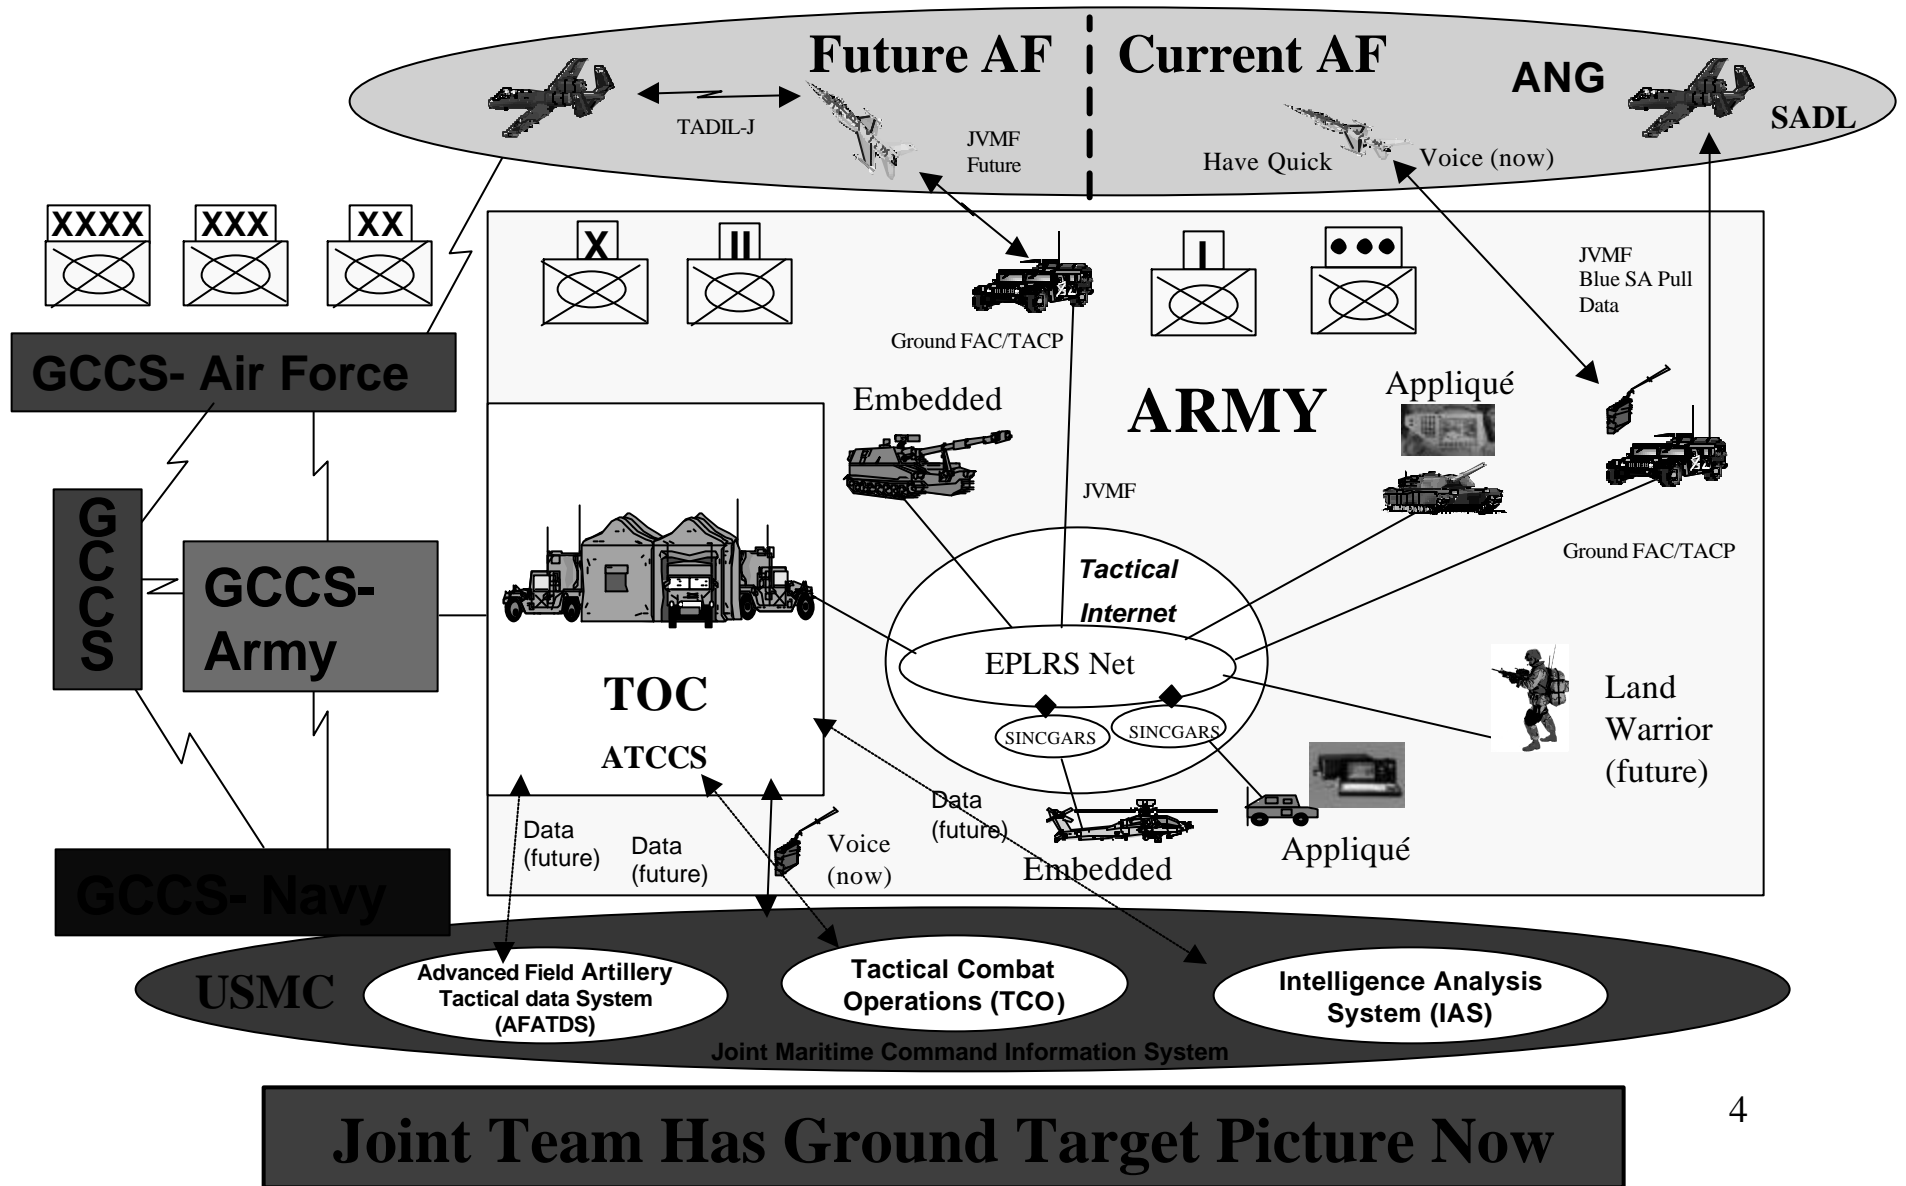 Future AF
Current AF
ANG
SADL
TADIL-J
JVMF
Future
Have Quick
Voice (now)
XXXX
XXX
XX
X
II
I
●●●
JVMF
Blue SA Pull
Data
Ground FAC/TACP
GCCS- Air Force
Embedded
ARMY
Appliqué
JVMF
Ground FAC/TACP
GCCS
GCCS-
Army
Tactical
Internet
EPLRS Net
SINCGARS
SINCGARS
TOC
ATCCS
Land
Warrior
(future)
Data
(future)
Data
(future)
Voice
(now)
Data
(future)
Embedded
Appliqué
GCCS- Navy
USMC
Advanced Field Artillery
Tactical data System
(AFATDS)
Tactical Combat
Operations (TCO)
Intelligence Analysis
System (IAS)
Joint Maritime Command Information System
Joint Team Has Ground Target Picture Now
4